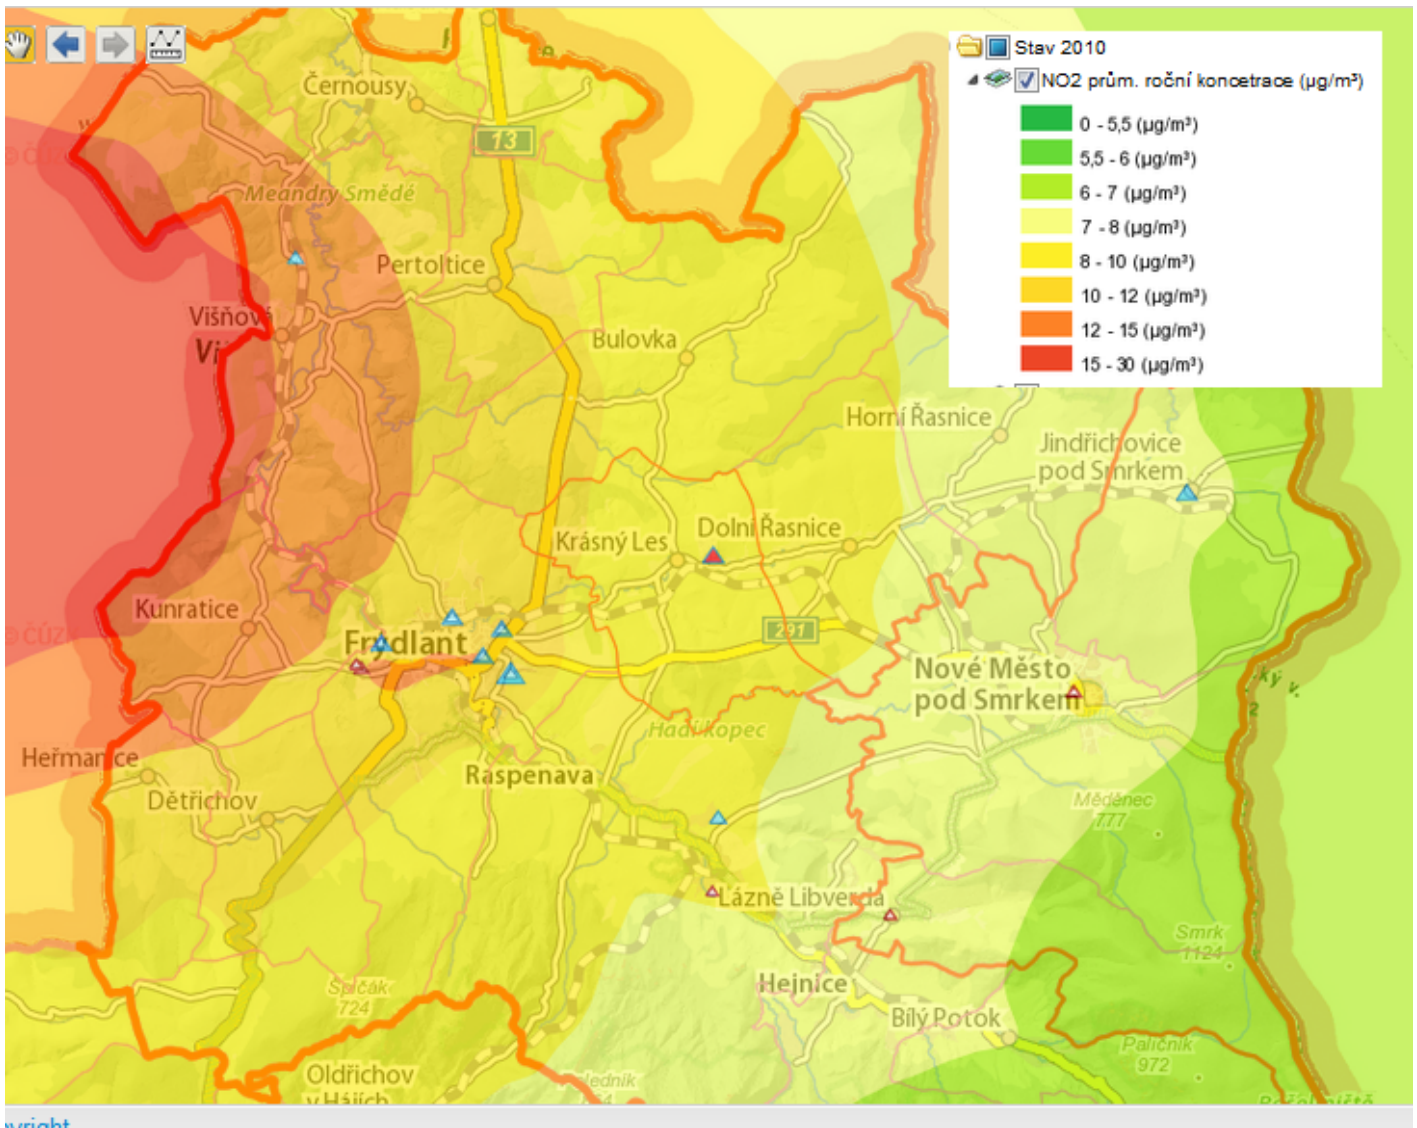 Stav 2010
NO2 prům. roční koncetrace (µg/m³)
0 - 5,5 (µg/m³)
5,5 - 6 (µg/m³)
6 - 7 (µg/m³)
7 - 8 (µg/m³)
8 - 10 (µg/m³)
10 - 12 (µg/m³)
12 - 15 (µg/m³)
15 - 30 (µg/m³)
Černousy
13
Meandry Smědé
Pertoltice
Višňová
Bulovka
Horní Řasnice
Jindřichovice
pod Smrkem
Krásný Les
Dolní Řasnice
Kunratice
Frýdlant
291
Nové Město
pod Smrkem
Hadí kopec
Heřmanice
Raspenava
Dětřichov
Měděnec
777
Lázně Libverda
Smrk
1124
Hejnice
Špičák
724
Bílý Potok
Paličník
972
Oldřichov
v Hájích